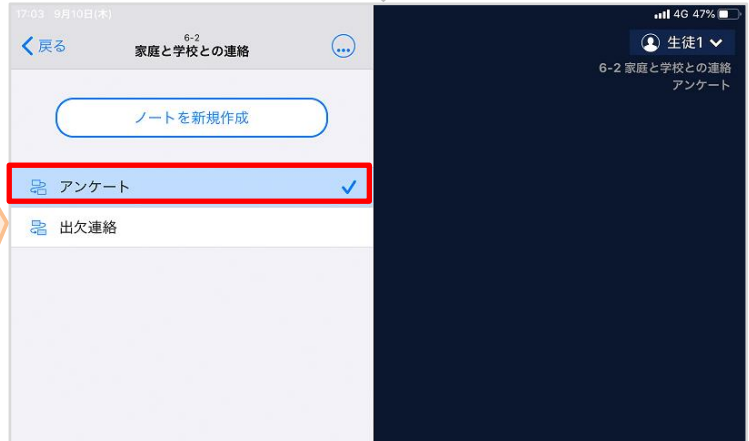 17:03 9月10日(木)
4G 47%
戻る
6-2
家庭と学校との連絡
生徒1
6-2 家庭と学校との連絡
アンケート
ノートを新規作成
アンケート
出欠連絡